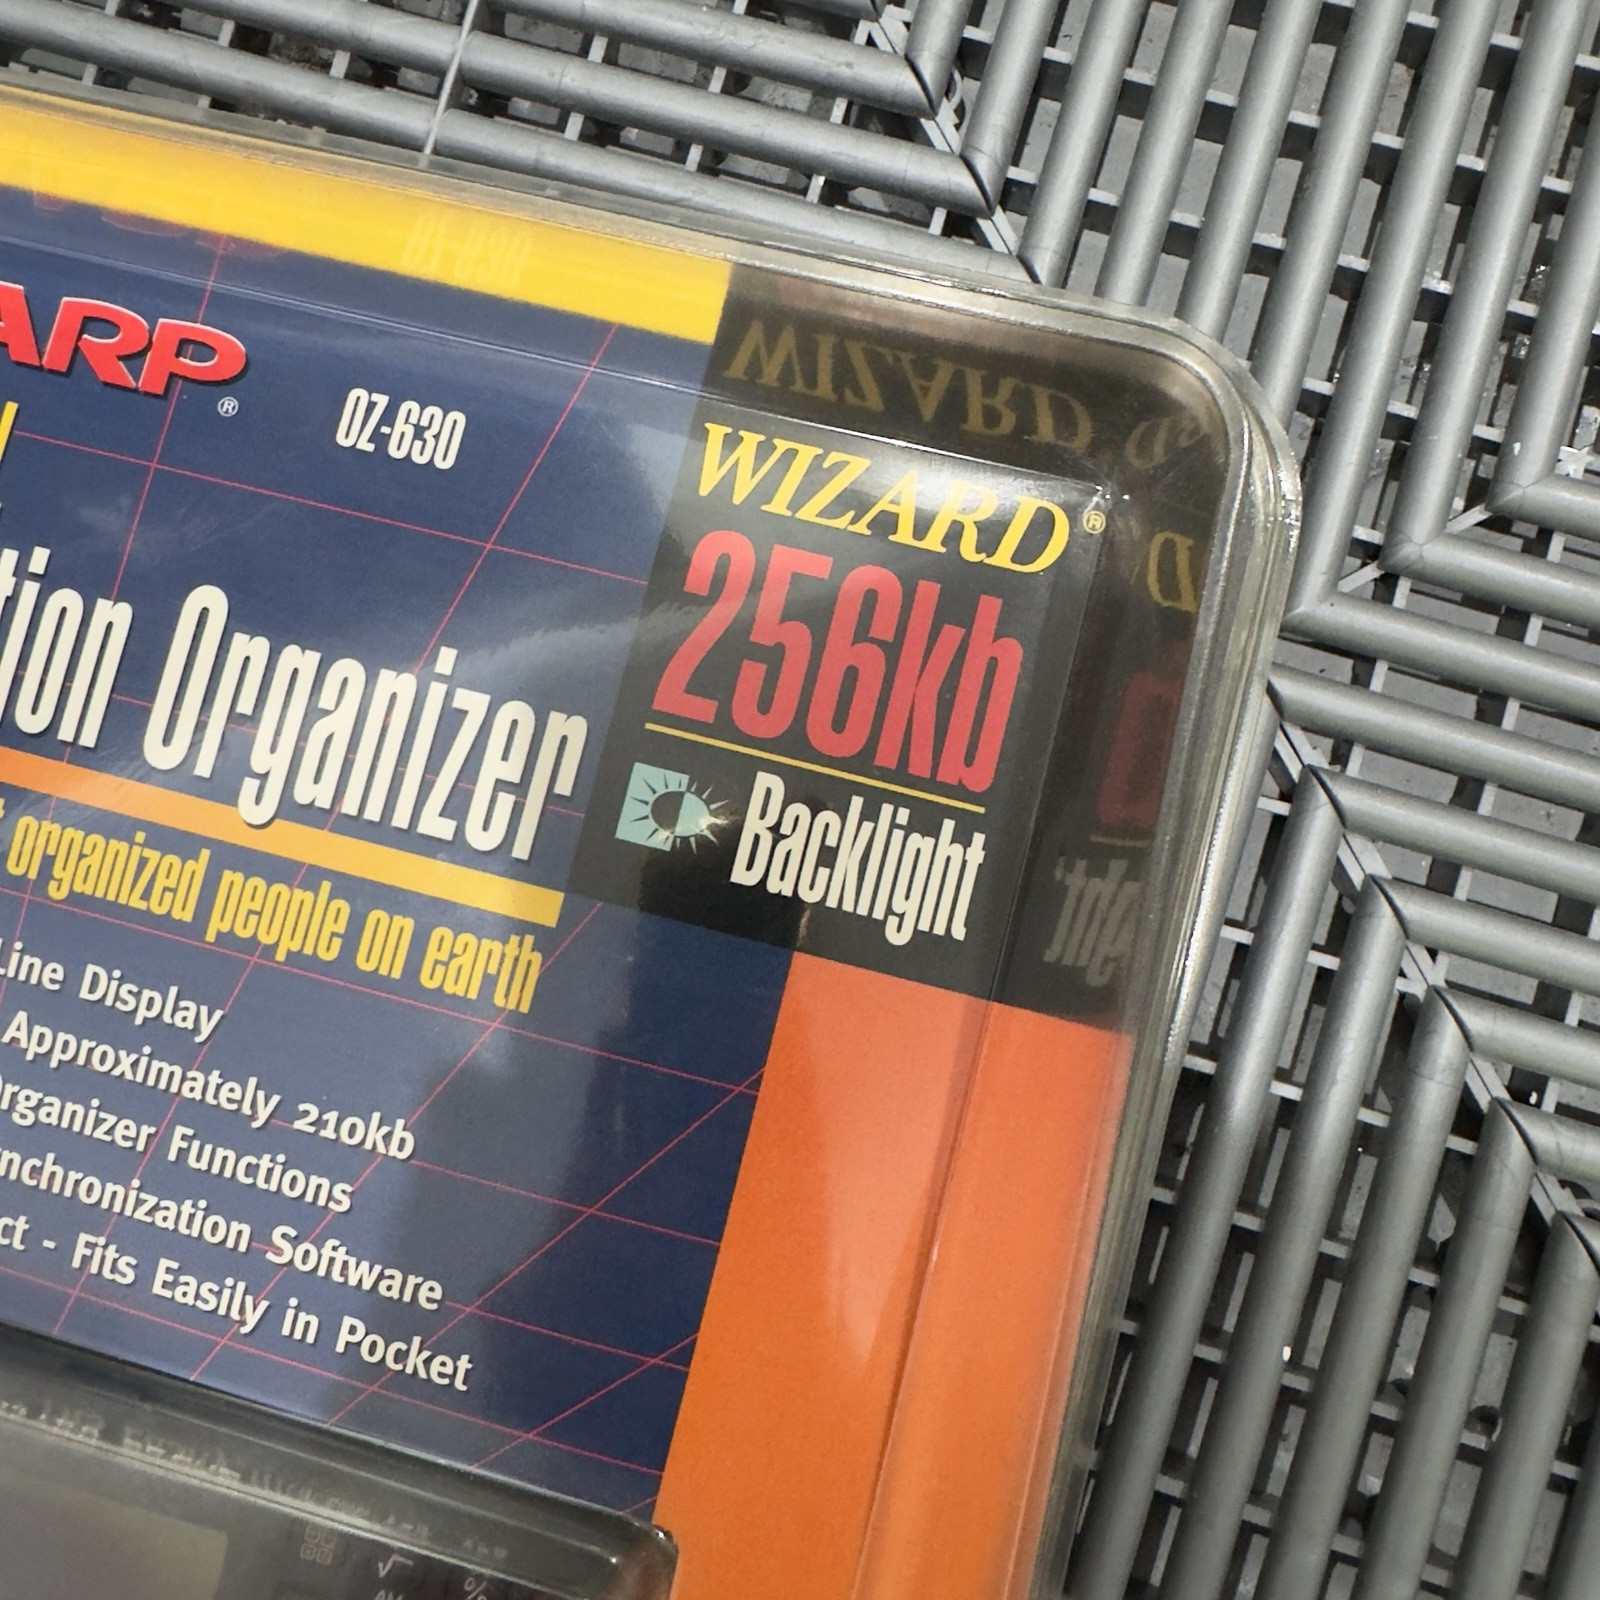 ARP®
OZ-630
WIZARD®
256kb
Backlight
tion Organizer
organized people on earth
Line Display
Approximately 210kb
Organizer Functions
nchronization Software
ct - Fits Easily in Pocket